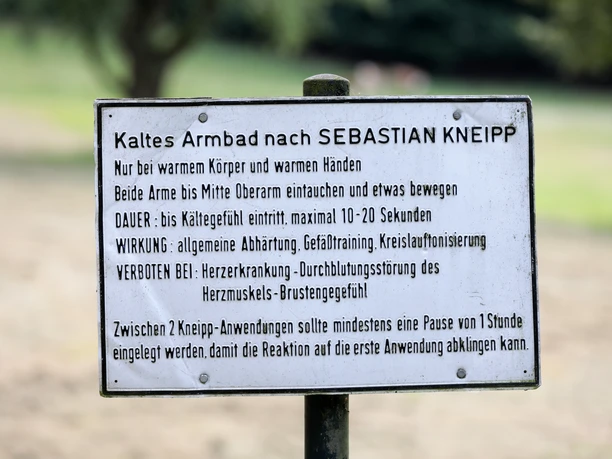 Kaltes Armbad nach SEBASTIAN KNEIPP
Nur bei warmem Körper und warmen Händen
Beide Arme bis Mitte Oberarm eintauchen und etwas bewegen
DAUER: bis Kältegefühl eintritt, maximal 10-20 Sekunden
WIRKUNG: allgemeine Abhärtung, Gefäßtraining, Kreislauftonisierung
VERBOTEN BEI: Herzerkrankung-Durchblutungsstörung des
Herzmuskels-Brustengegefühl
Zwischen 2 Kneipp-Anwendungen sollte mindestens eine Pause von 1 Stunde
eingelegt werden, damit die Reaktion auf die erste Anwendung abklingen kann.